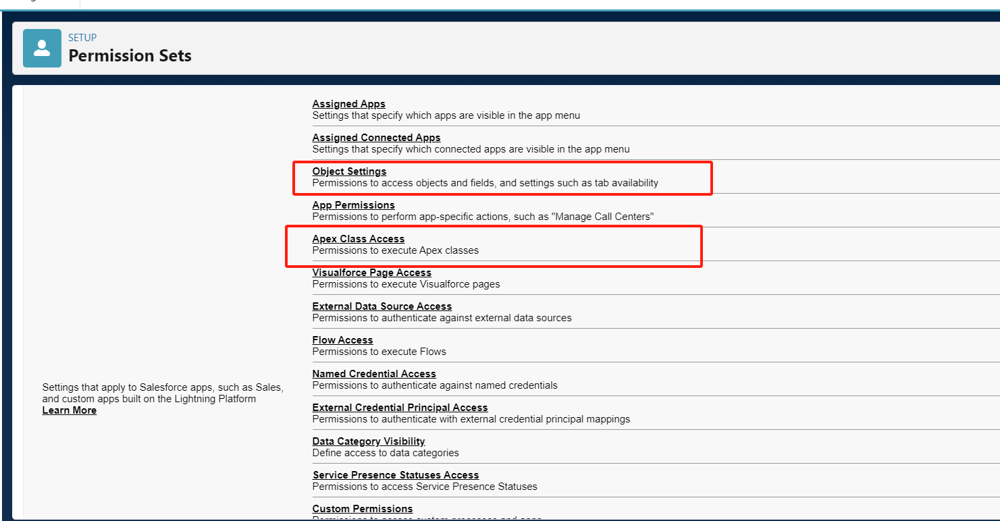 SETUP
Permission Sets
Assigned Apps
Settings that specify which apps are visible in the app menu
Assigned Connected Apps
Settings that specify which connected apps are visible in the app menu
Object Settings
Permissions to access objects and fields, and settings such as tab availability
App Permissions
Permissions to perform app-specific actions, such as "Manage Call Centers"
Apex Class Access
Permissions to execute Apex classes
Visualforce Page Access
Permissions to execute Visualforce pages
External Data Source Access
Permissions to authenticate against external data sources
Flow Access
Permissions to execute Flows
Named Credential Access
Permissions to authenticate against named credentials
External Credential Principal Access
Permissions to authenticate with external credential principal mappings
Data Category Visibility
Define access to data categories
Service Presence Statuses Access
Permissions to access Service Presence Statuses
Custom Permissions
Permissions to access custom processes and apps
Settings that apply to Salesforce apps, such as Sales,
and custom apps built on the Lightning Platform
Learn More